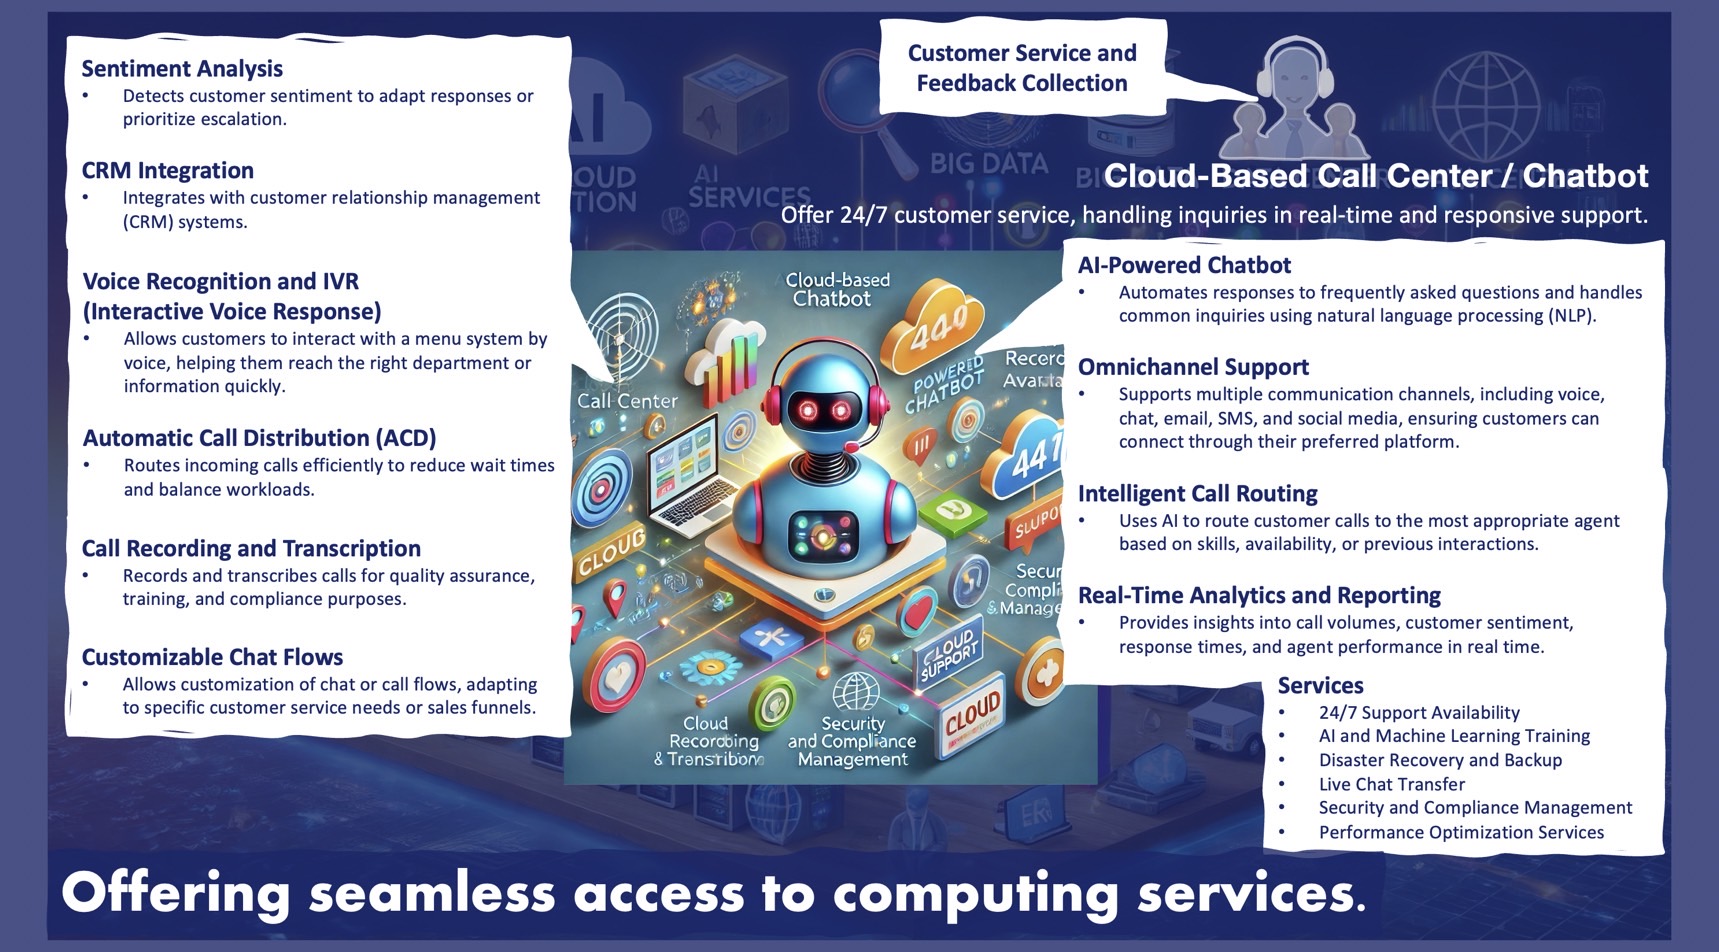 Sentiment Analysis
• Detects customer sentiment to adapt responses or
prioritize escalation.
CRM Integration
• Integrates with customer relationship management
(CRM) systems.
Voice Recognition and IVR
(Interactive Voice Response)
• Allows customers to interact with a menu system by
voice, helping them reach the right department or
information quickly.
Automatic Call Distribution (ACD)
• Routes incoming calls efficiently to reduce wait times
and balance workloads.
Call Recording and Transcription
• Records and transcribes calls for quality assurance,
training, and compliance purposes.
Customizable Chat Flows
• Allows customization of chat or call flows, adapting
to specific customer service needs or sales funnels.
Customer Service and
Feedback Collection
AI
OUD
TION
AI
SERVICES
BIG DATA
Cloud-Based Call Center / Chatbot
Offer 24/7 customer service, handling inquiries in real-time and responsive support.
Cloud-based
Chatbot
449
POWERED
CHATBOT
Record
Call Center
441
CLOUG
SLUPO
Secur
Compli
& Manage
CLOUD
SUPPORT
CLOUD
Cloud
Recorbing
& Transtribom
Security
and Compliance
Management
AI-Powered Chatbot
• Automates responses to frequently asked questions and handles
common inquiries using natural language processing (NLP).
Omnichannel Support
• Supports multiple communication channels, including voice,
chat, email, SMS, and social media, ensuring customers can
connect through their preferred platform.
Intelligent Call Routing
• Uses AI to route customer calls to the most appropriate agent
based on skills, availability, or previous interactions.
Real-Time Analytics and Reporting
• Provides insights into call volumes, customer sentiment,
response times, and agent performance in real time.
Services
• 24/7 Support Availability
• AI and Machine Learning Training
• Disaster Recovery and Backup
• Live Chat Transfer
• Security and Compliance Management
• Performance Optimization Services
Offering seamless access to computing services.